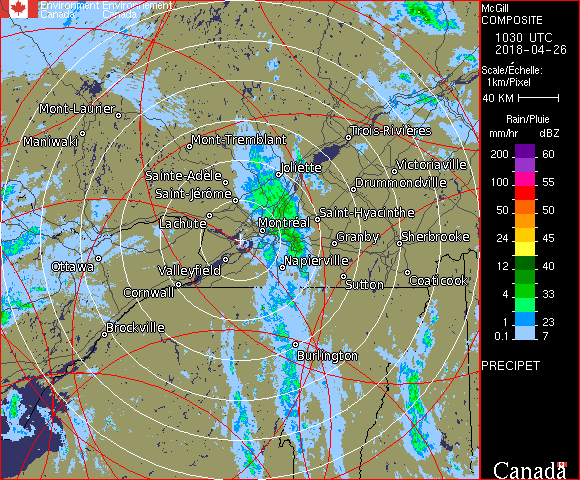 Environment Environnement
Canada Canada
McGill
COMPOSITE
1030 UTC
2018-04-26
Scale/Échelle:
1km/Pixel
40 KM
Rain/Pluie
mm/hr dBZ
200 60
100 55
50 50
24 45
12 40
4 33
1 23
0.1 7
PRECIPET
Canada
Mont-Laurier
Maniwaki
Mont-Tremblant
Trois-Rivières
Joliette
Victoriaville
Sainte-Adèle
Drummondville
Saint-Jérôme
Saint-Hyacinthe
Lachute
Montréal
Granby
Sherbrooke
Ottawa
Valleyfield
Napierville
Sutton
Coaticook
Cornwall
Brockville
Burlington